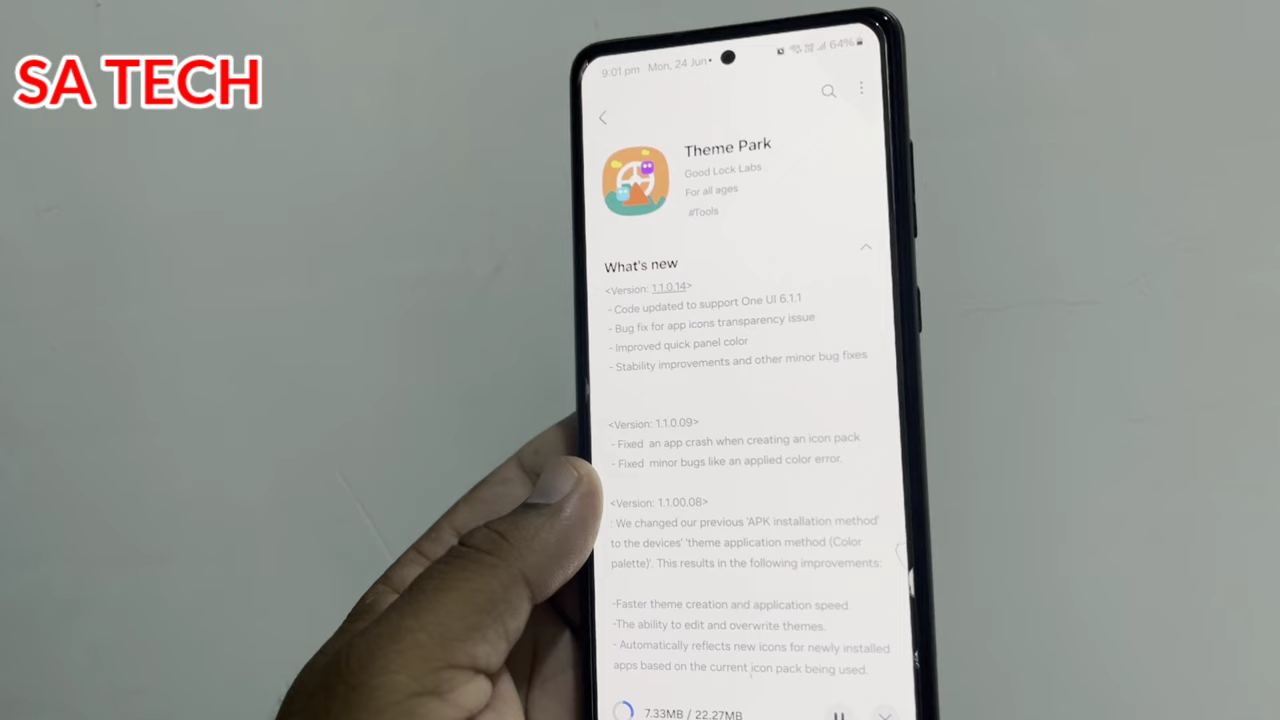 SA TECH
9:01 pm Mon, 24 Jun • 64%
Theme Park
Good Lock Labs
For all ages
#Tools
What's new
<Version: 1.1.0.14>
- Code updated to support One UI 6.1.1
- Bug fix for app icons transparency issue
- Improved quick panel color
- Stability improvements and other minor bug fixes
<Version: 1.1.0.09>
- Fixed an app crash when creating an icon pack
- Fixed minor bugs like an applied color error.
<Version: 1.1.00.08>
: We changed our previous 'APK installation method'
to the devices' 'theme application method (Color
palette)'. This results in the following improvements:
-Faster theme creation and application speed.
-The ability to edit and overwrite themes.
- Automatically reflects new icons for newly installed
apps based on the current icon pack being used.
7.33MB / 22.27MB